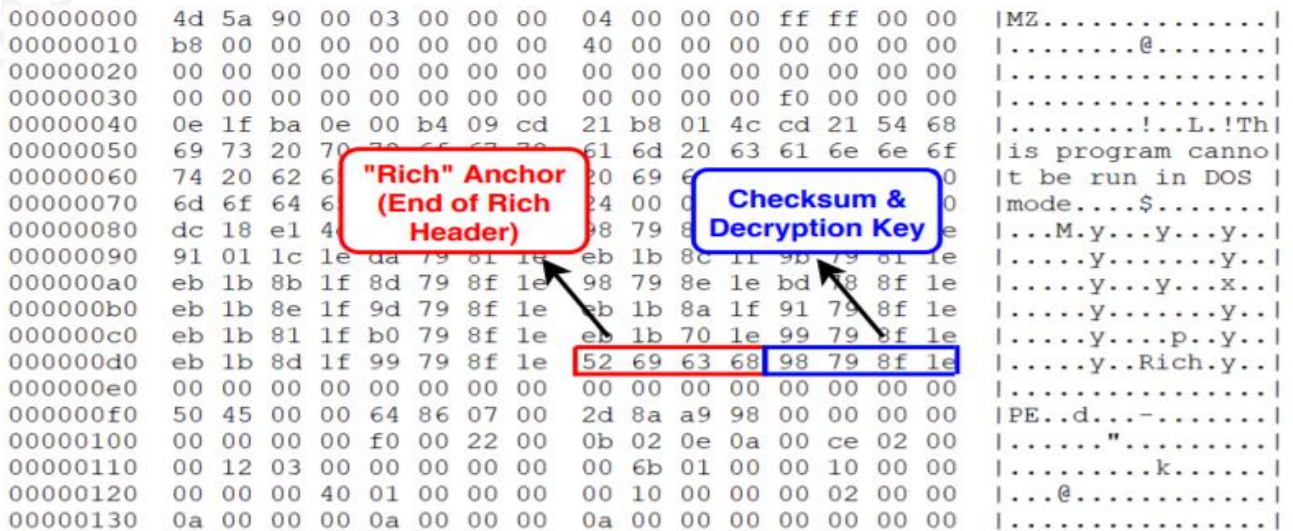 00000000 4d 5a 90 00 03 00 00 00 04 00 00 00 ff ff 00 00 |MZ..............|
00000010 b8 00 00 00 00 00 00 00 40 00 00 00 00 00 00 00 |........@.......|
00000020 00 00 00 00 00 00 00 00 00 00 00 00 00 00 00 00 |................|
00000030 00 00 00 00 00 00 00 00 00 00 00 00 f0 00 00 00 |................|
00000040 0e 1f ba 0e 00 b4 09 cd 21 b8 01 4c cd 21 54 68 |........!..L.!Th|
00000050 69 73 20 70 61 6d 20 63 61 6e 6e 6f |is program canno|
00000060 74 20 62 20 69 |t be run in DOS |
00000070 6d 6f 64 24 00 |mode....$.......|
00000080 dc 18 e1 98 79 |...M.y...y...y..|
00000090 91 01 1c 1e da 79 8f 1e eb 1b 8c 1f 9b 79 8f 1e |.....y.......y..|
000000a0 eb 1b 8b 1f 8d 79 8f 1e 98 79 8e 1e bd 78 8f 1e |.....y...y...x..|
000000b0 eb 1b 8e 1f 9d 79 8f 1e eb 1b 8a 1f 91 79 8f 1e |.....y.......y..|
000000c0 eb 1b 81 1f b0 79 8f 1e eb 1b 70 1e 99 79 8f 1e |.....y....p..y..|
000000d0 eb 1b 8d 1f 99 79 8f 1e 52 69 63 68 98 79 8f 1e |.....y..Rich.y..|
000000e0 00 00 00 00 00 00 00 00 00 00 00 00 00 00 00 00 |................|
000000f0 50 45 00 00 64 86 07 00 2d 8a a9 98 00 00 00 00 |PE..d...-.......|
00000100 00 00 00 00 f0 00 22 00 0b 02 0e 0a 00 ce 02 00 |......".........|
00000110 00 12 03 00 00 00 00 00 00 6b 01 00 00 10 00 00 |.........k......|
00000120 00 00 00 40 01 00 00 00 00 10 00 00 00 02 00 00 |...@............|
00000130 0a 00 00 00 0a 00 00 00 0a 00 00 00 00 00 00 00 |................|
"Rich" Anchor
(End of Rich
Header)
Checksum &
Decryption Key